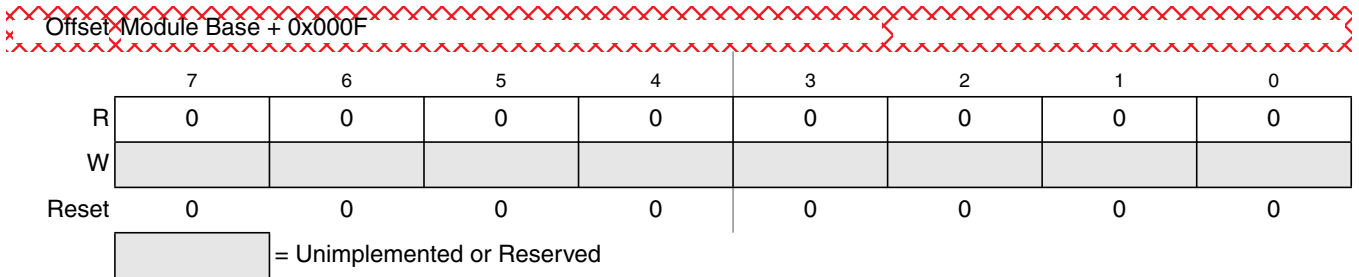 Offset Module Base + 0x000F
7 6 5 4 3 2 1 0
R 0 0 0 0 0 0 0 0
W
Reset 0 0 0 0 0 0 0 0
= Unimplemented or Reserved